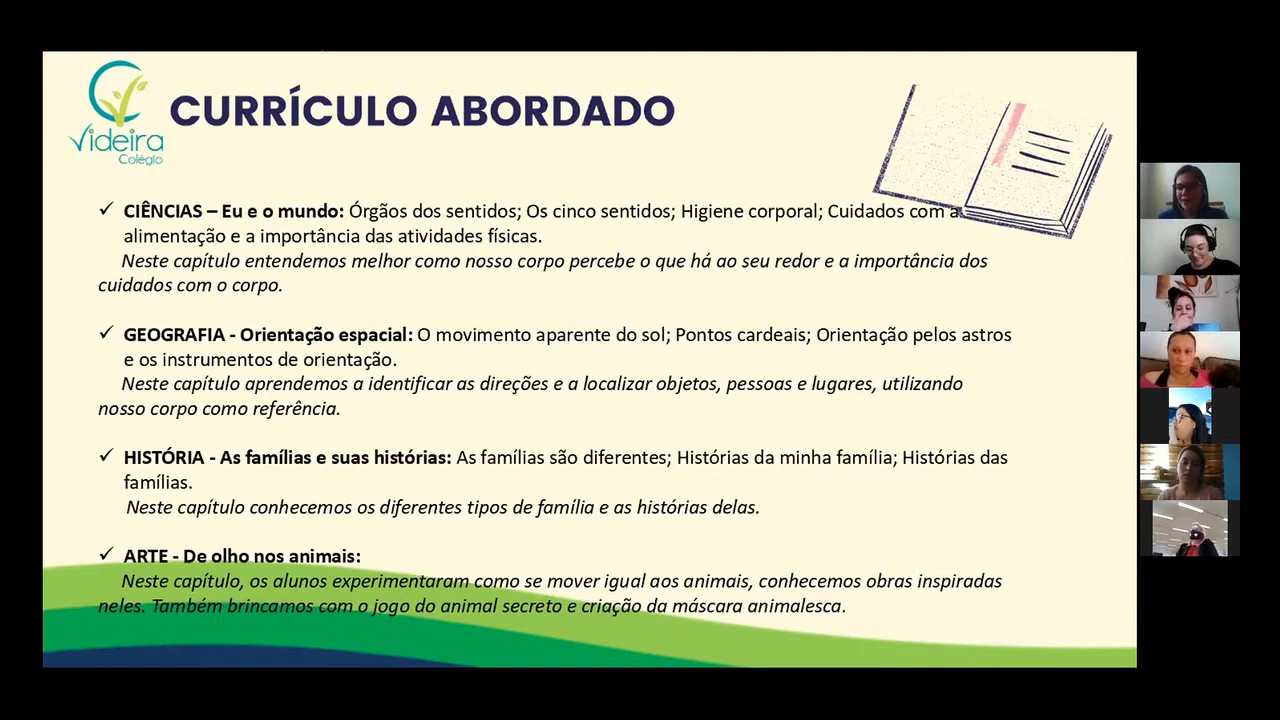 Videira
Colégio
CURRÍCULO ABORDADO
✓ CIÊNCIAS – Eu e o mundo: Órgãos dos sentidos; Os cinco sentidos; Higiene corporal; Cuidados com a
alimentação e a importância das atividades físicas.
Neste capítulo entendemos melhor como nosso corpo percebe o que há ao seu redor e a importância dos
cuidados com o corpo.
✓ GEOGRAFIA - Orientação espacial: O movimento aparente do sol; Pontos cardeais; Orientação pelos astros
e os instrumentos de orientação.
Neste capítulo aprendemos a identificar as direções e a localizar objetos, pessoas e lugares, utilizando
nosso corpo como referência.
✓ HISTÓRIA - As famílias e suas histórias: As famílias são diferentes; Histórias da minha família; Histórias das
famílias.
Neste capítulo conhecemos os diferentes tipos de família e as histórias delas.
✓ ARTE - De olho nos animais:
Neste capítulo, os alunos experimentaram como se mover igual aos animais, conhecemos obras inspiradas
neles. Também brincamos com o jogo do animal secreto e criação da máscara animalesca.